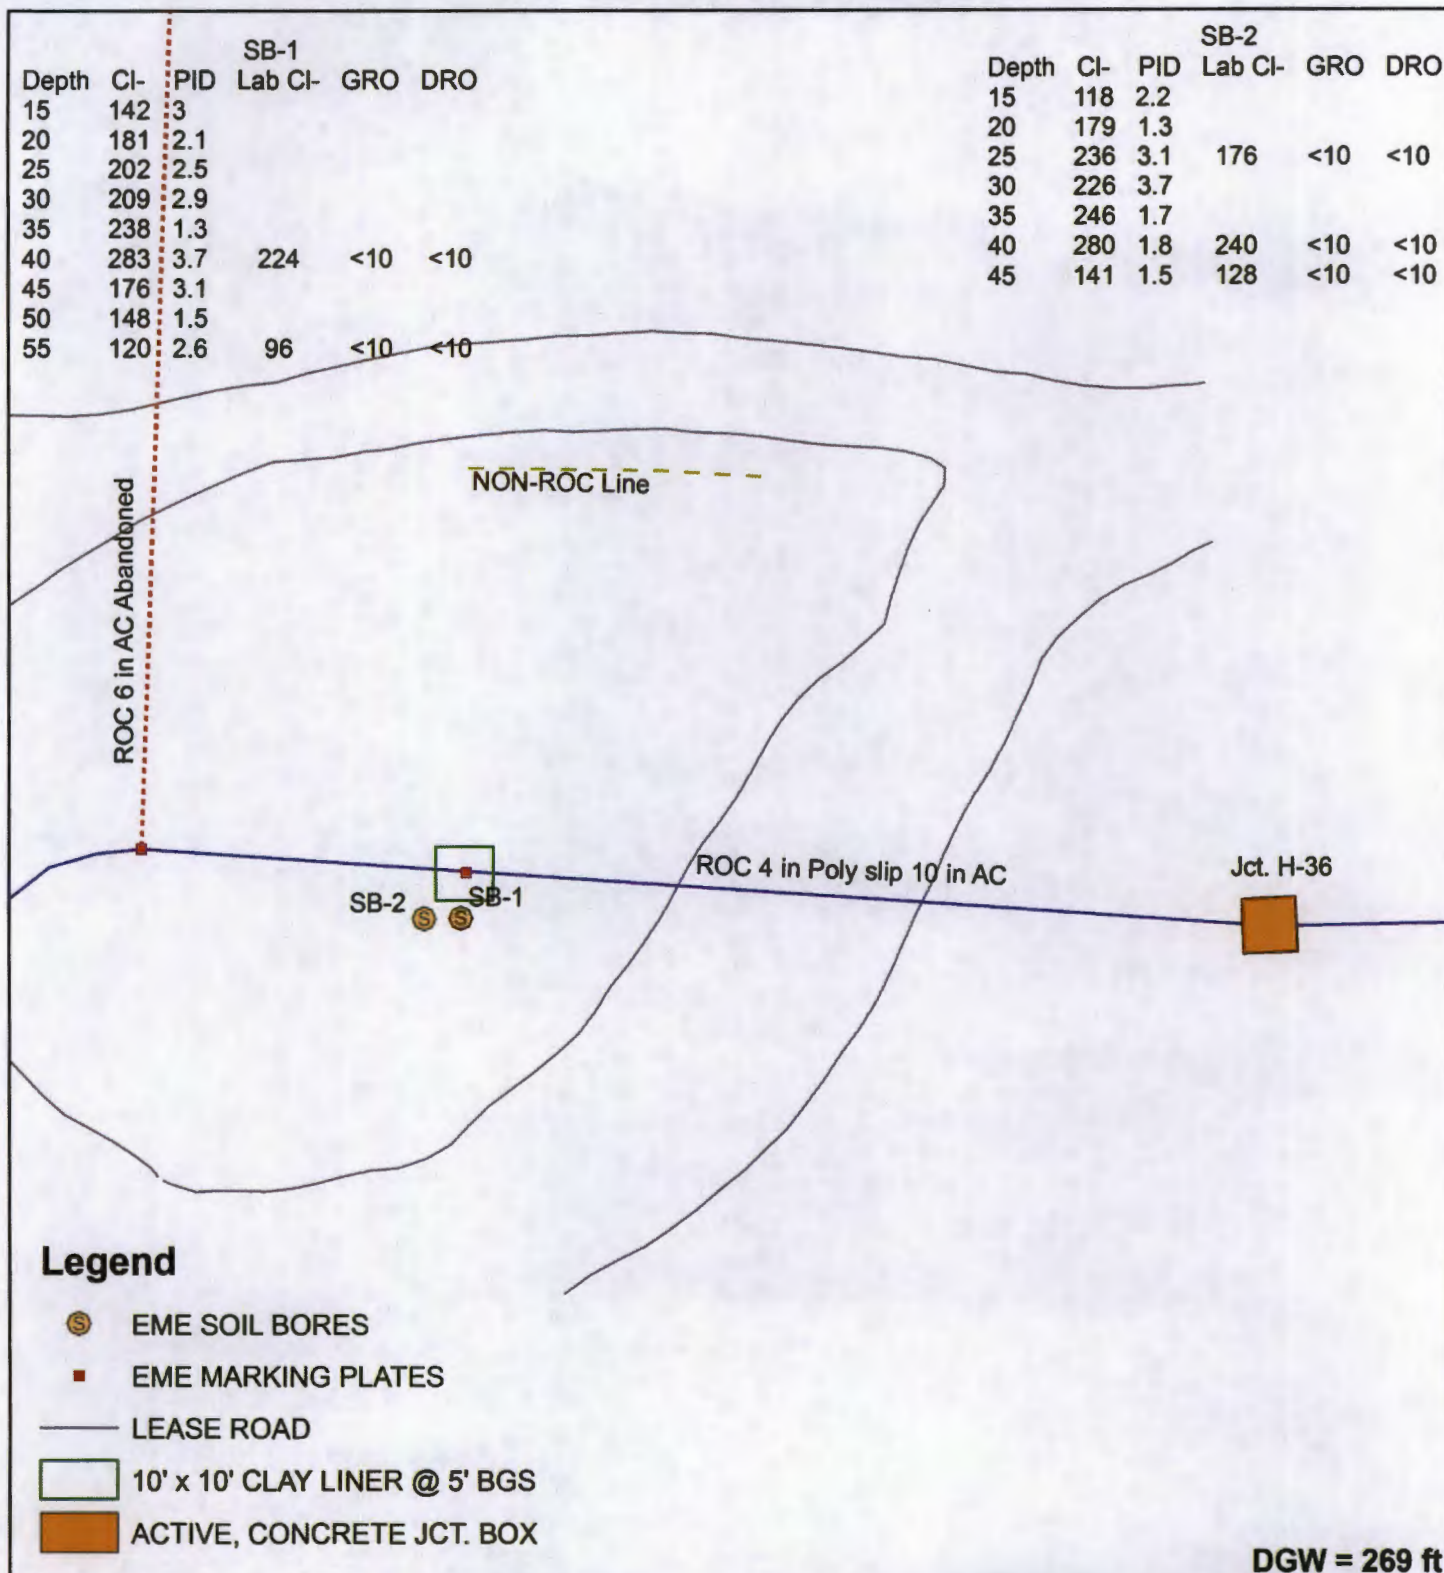 SB-1
Depth Cl- PID Lab Cl- GRO DRO
15 142 3
20 181 2.1
25 202 2.5
30 209 2.9
35 238 1.3
40 283 3.7 224 <10 <10
45 176 3.1
50 148 1.5
55 120 2.6 96 <10 <10
SB-2
Depth Cl- PID Lab Cl- GRO DRO
15 118 2.2
20 179 1.3
25 236 3.1 176 <10 <10
30 226 3.7
35 246 1.7
40 280 1.8 240 <10 <10
45 141 1.5 128 <10 <10
NON-ROC Line
ROC 6 in AC Abandoned
ROC 4 in Poly slip 10 in AC
Jct. H-36
SB-2
SB-1
S
S
Legend
S EME SOIL BORES
EME MARKING PLATES
LEASE ROAD
10' x 10' CLAY LINER @ 5' BGS
ACTIVE, CONCRETE JCT. BOX
DGW = 269 ft